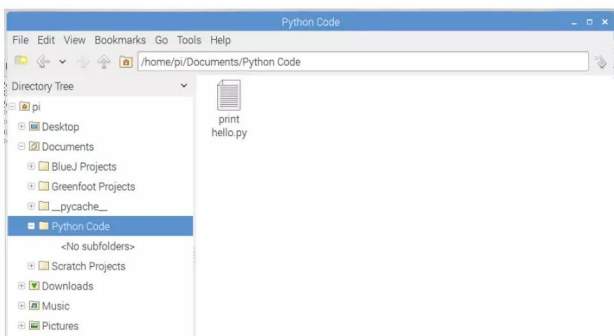 Python Code
File Edit View Bookmarks Go Tools Help
/home/pi/Documents/Python Code
Directory Tree
pi
Desktop
Documents
BlueJ Projects
Greenfoot Projects
__pycache__
Python Code
<No subfolders>
Scratch Projects
Downloads
Music
Pictures
print
hello.py